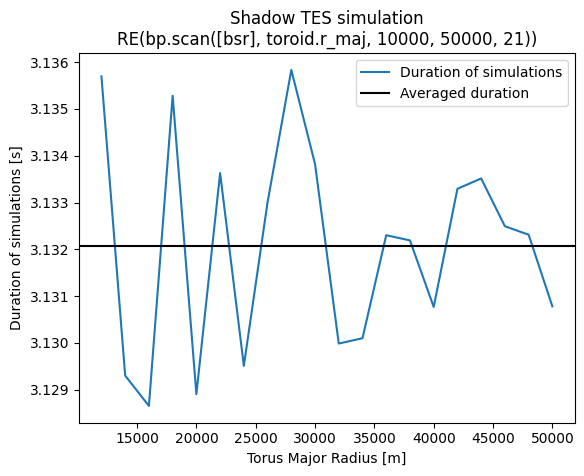 Shadow TES simulation
RE(bp.scan([bsr], toroid.r_maj, 10000, 50000, 21))
Duration of simulations
Averaged duration
Duration of simulations [s]
3.136
3.135
3.134
3.133
3.132
3.131
3.130
3.129
15000 20000 25000 30000 35000 40000 45000 50000
Torus Major Radius [m]